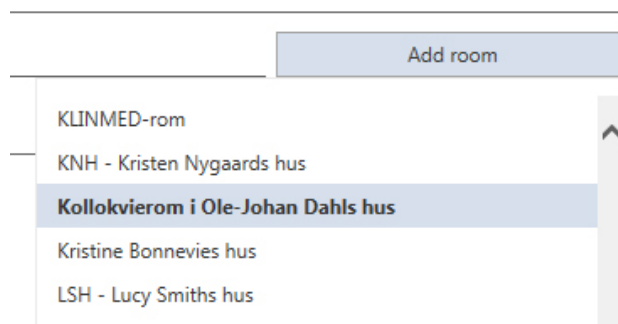 Add room
KLINMED-rom
KNH - Kristen Nygaards hus
Kollokvierom i Ole-Johan Dahls hus
Kristine Bonnevies hus
LSH - Lucy Smiths hus